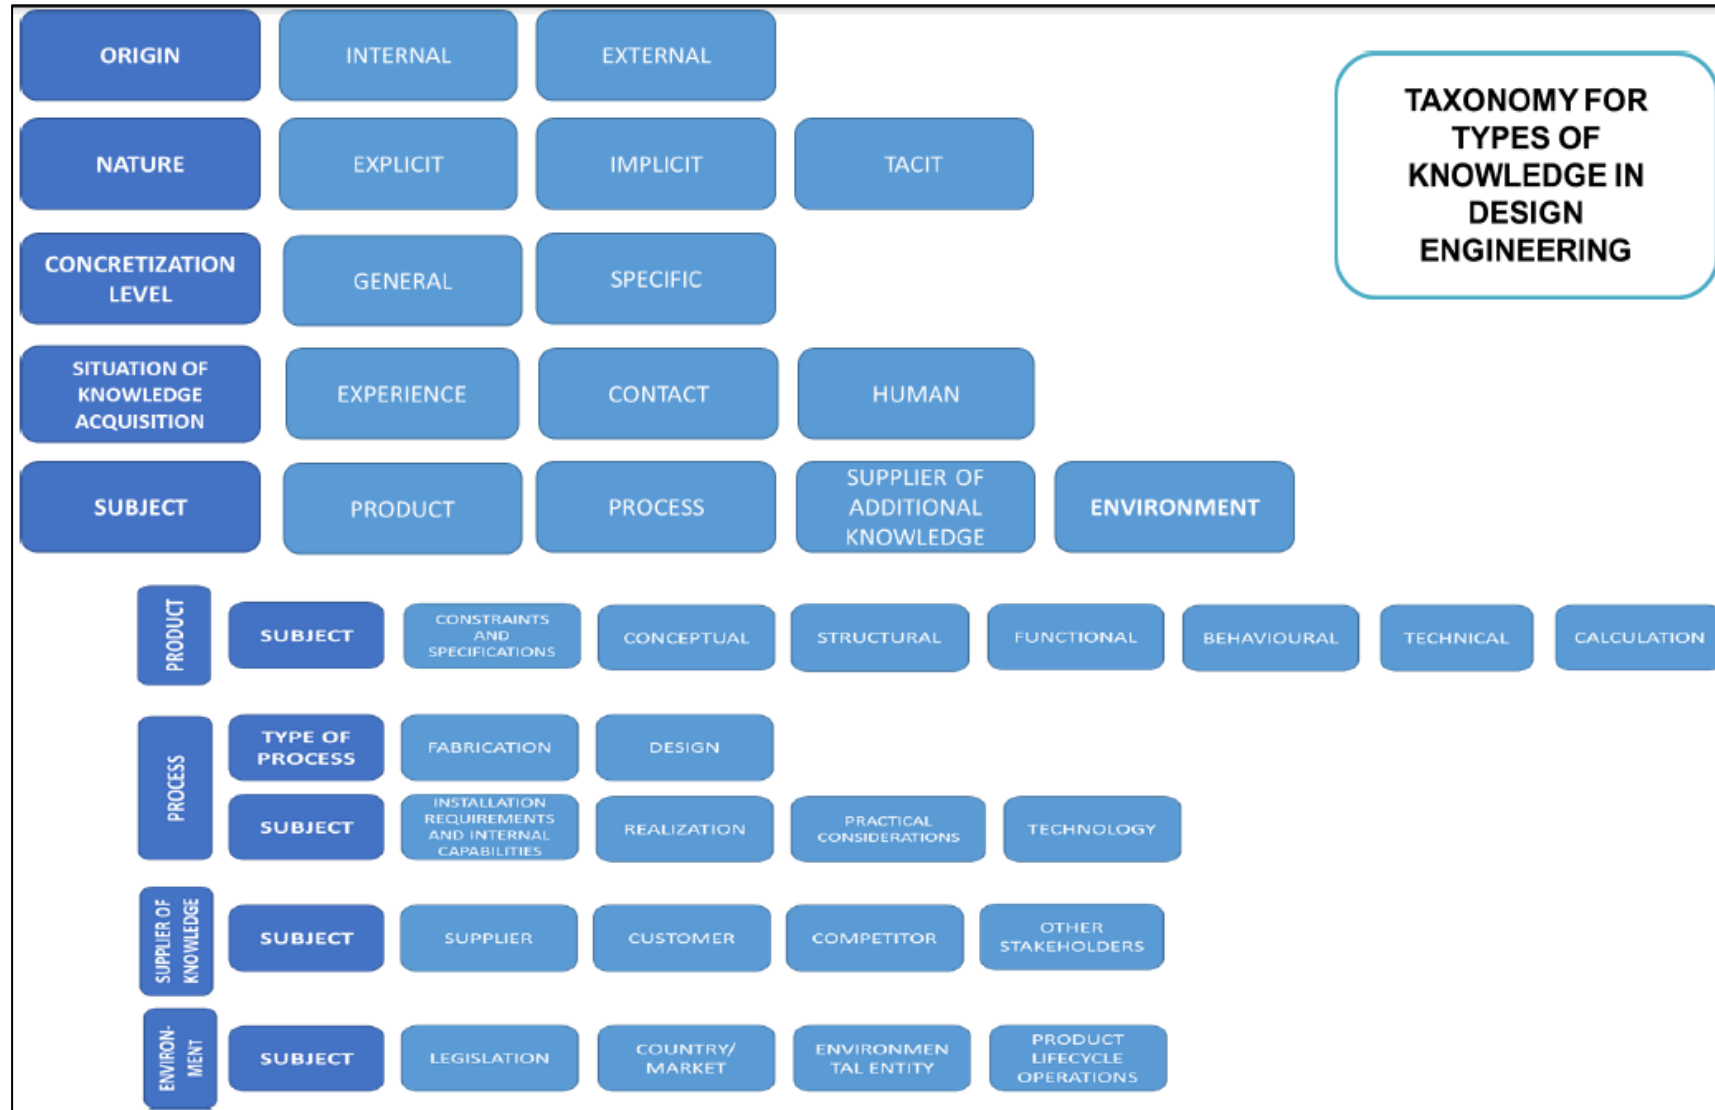 ORIGIN
INTERNAL
EXTERNAL
TAXONOMY FOR
TYPES OF
KNOWLEDGE IN
DESIGN
ENGINEERING
NATURE
EXPLICIT
IMPLICIT
TACIT
CONCRETIZATION
LEVEL
GENERAL
SPECIFIC
SITUATION OF
KNOWLEDGE
ACQUISITION
EXPERIENCE
CONTACT
HUMAN
SUBJECT
PRODUCT
PROCESS
SUPPLIER OF
ADDITIONAL
KNOWLEDGE
ENVIRONMENT
PRODUCT
SUBJECT
CONSTRAINTS
AND
SPECIFICATIONS
CONCEPTUAL
STRUCTURAL
FUNCTIONAL
BEHAVIOURAL
TECHNICAL
CALCULATION
PROCESS
TYPE OF
PROCESS
FABRICATION
DESIGN
SUBJECT
INSTALLATION
REQUIREMENTS
AND INTERNAL
CAPABILITIES
REALIZATION
PRACTICAL
CONSIDERATIONS
TECHNOLOGY
SUPPLIER OF
KNOWLEDGE
SUBJECT
SUPPLIER
CUSTOMER
COMPETITOR
OTHER
STAKEHOLDERS
ENVIRON-
MENT
SUBJECT
LEGISLATION
COUNTRY/
MARKET
ENVIRONMEN
TAL ENTITY
PRODUCT
LIFECYCLE
OPERATIONS